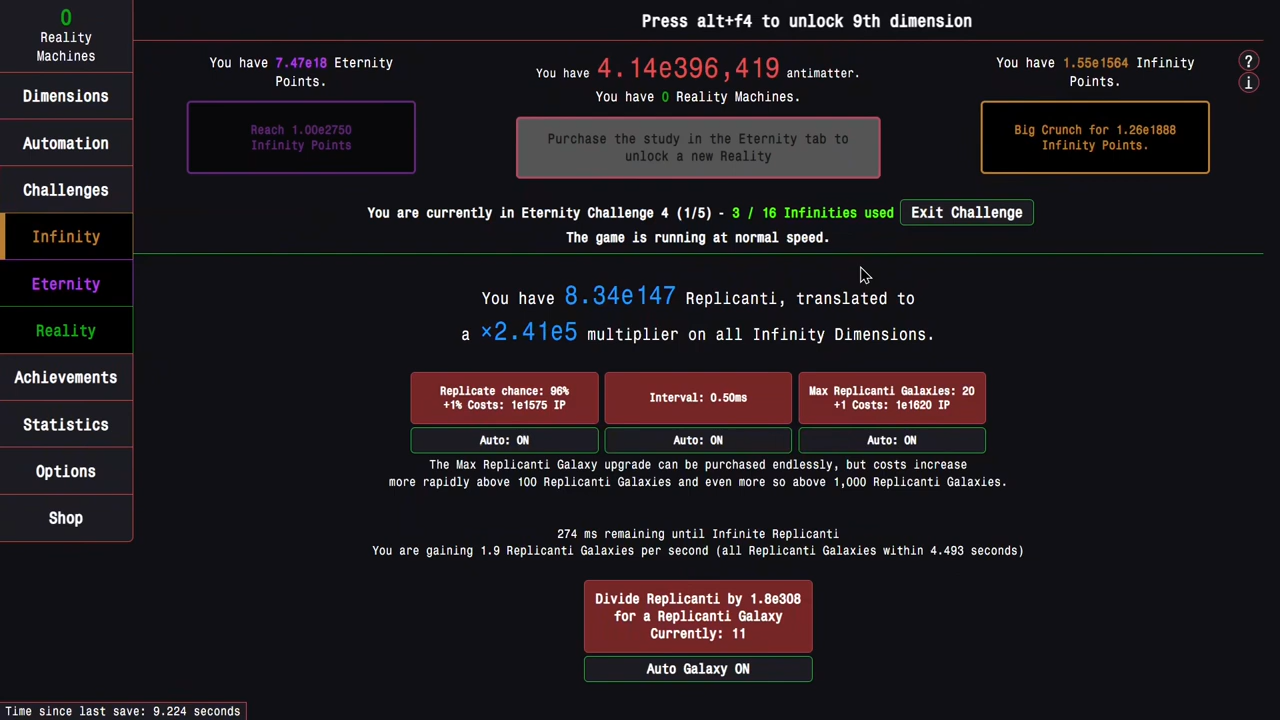 0
Reality
Machines
Dimensions
Automation
Challenges
Infinity
Eternity
Reality
Achievements
Statistics
Options
Shop
Press alt+f4 to unlock 9th dimension
You have 7.47e18 Eternity
Points.
Reach 1.00e2750
Infinity Points
You have 4.14e396,419 antimatter.
You have 0 Reality Machines.
Purchase the study in the Eternity tab to
unlock a new Reality
You have 1.55e1564 Infinity
Points.
Big Crunch for 1.26e1888
Infinity Points.
?
i
You are currently in Eternity Challenge 4 (1/5) - 3 / 16 Infinities used
Exit Challenge
The game is running at normal speed.
You have 8.34e147 Replicanti, translated to
a ×2.41e5 multiplier on all Infinity Dimensions.
Replicate chance: 96%
+1% Costs: 1e1575 IP
Interval: 0.50ms
Max Replicanti Galaxies: 20
+1 Costs: 1e1620 IP
Auto: ON
Auto: ON
Auto: ON
The Max Replicanti Galaxy upgrade can be purchased endlessly, but costs increase
more rapidly above 100 Replicanti Galaxies and even more so above 1,000 Replicanti Galaxies.
274 ms remaining until Infinite Replicanti
You are gaining 1.9 Replicanti Galaxies per second (all Replicanti Galaxies within 4.493 seconds)
Divide Replicanti by 1.8e308
for a Replicanti Galaxy
Currently: 11
Auto Galaxy ON
Time since last save: 9.224 seconds